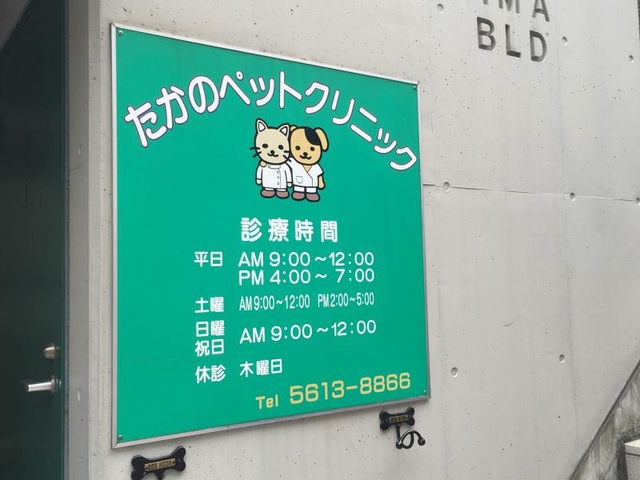 MA
BLD
たかのペットクリニック
診療時間
平日 AM 9:00～12:00
PM 4:00～ 7:00
土曜 AM9:00～12:00 PM2:00～5:00
日曜
祝日 AM 9:00～12:00
休診 木曜日
Tel 5613-8866